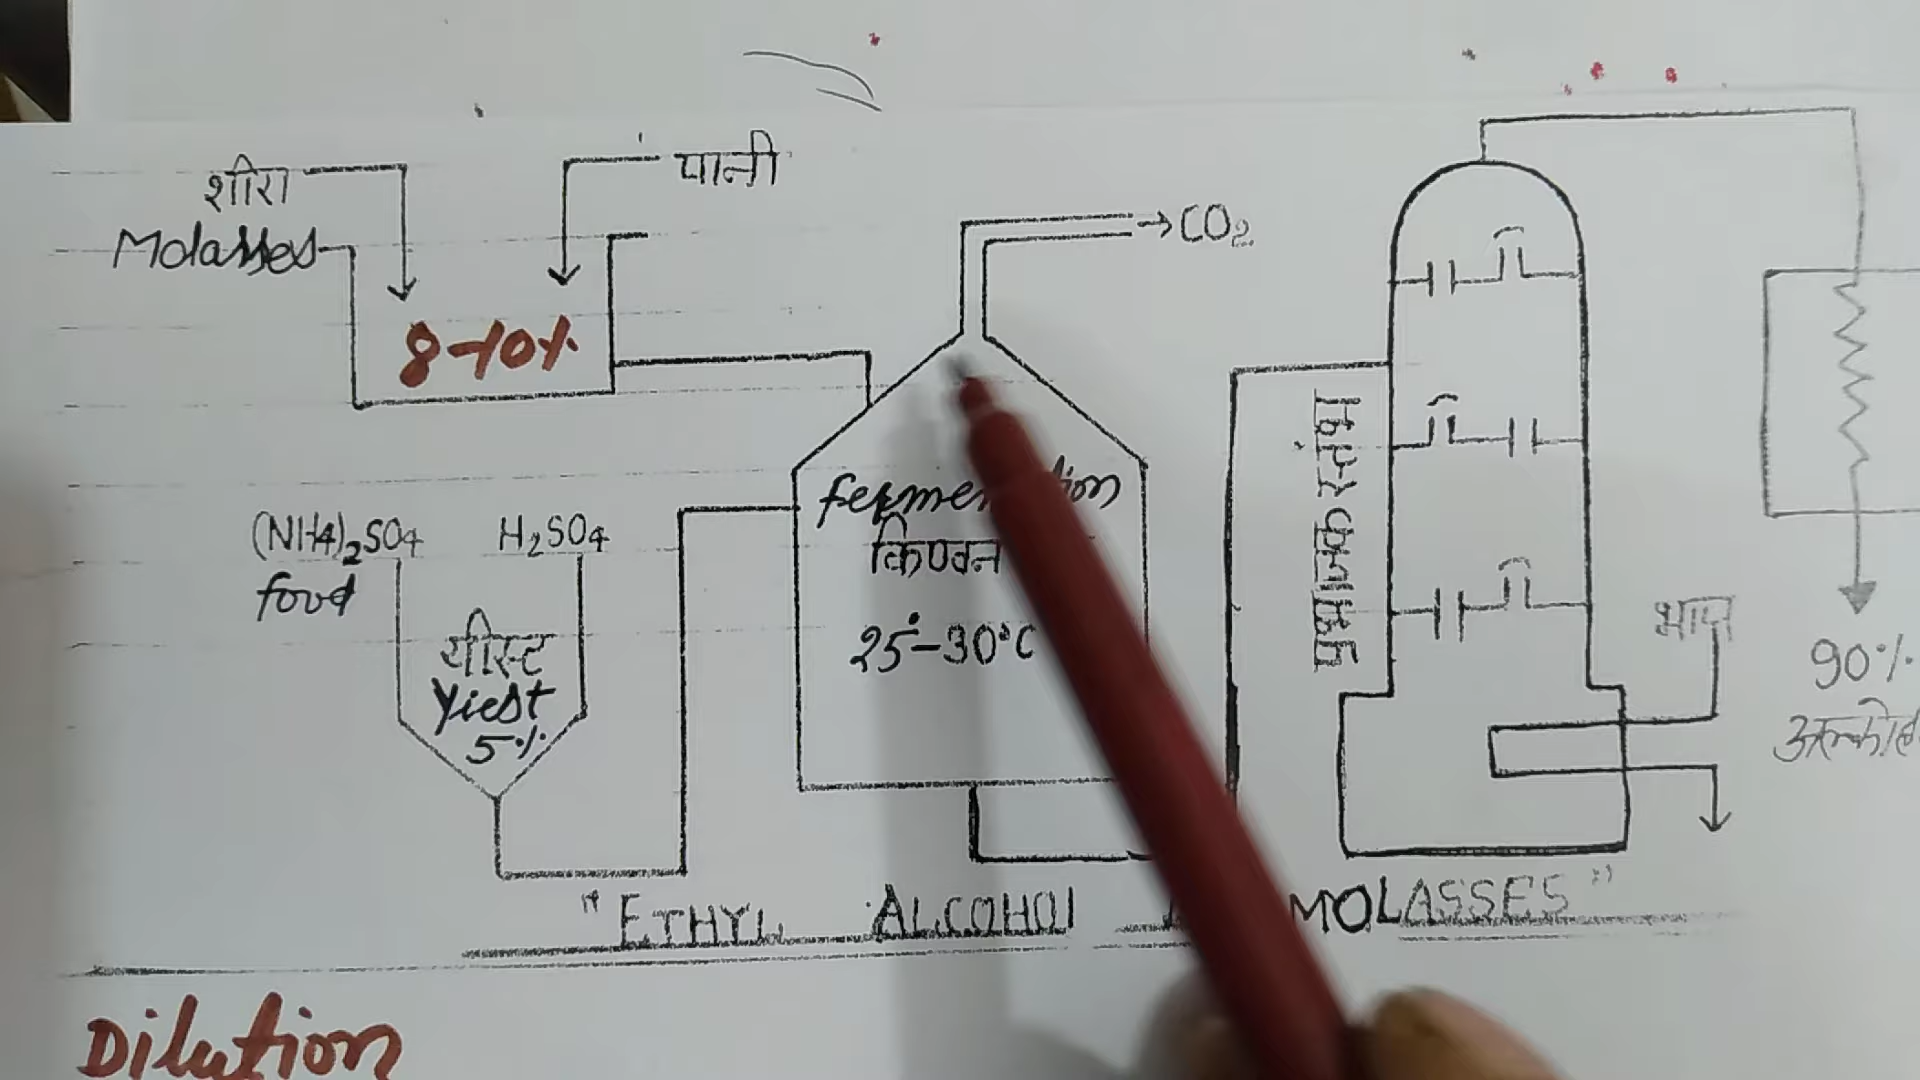 शीरा
Molasses
पानी
8-10%
CO₂
(NH4)₂SO₄
food
H₂SO₄
यीस्ट
Yiest
5%
किण्वन
25°-30°C
भाप
90%
"ETHYL ALCOHOL MOLASSES"
Dilution